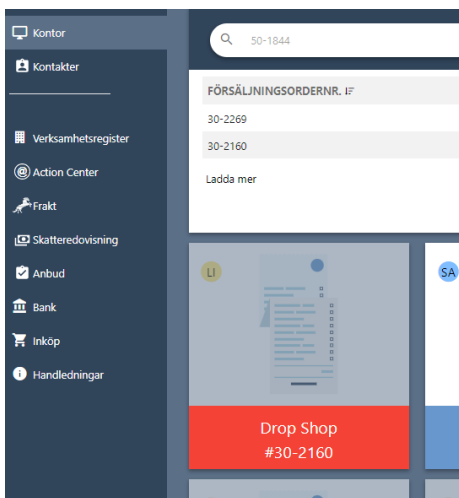 Kontor
Kontakter
Verksamhetsregister
Action Center
Frakt
Skatteredovisning
Anbud
Bank
Inköp
Handledningar
50-1844
FÖRSÄLJNINGSORDERNR.
30-2269
30-2160
Ladda mer
LI
SA
Drop Shop
#30-2160